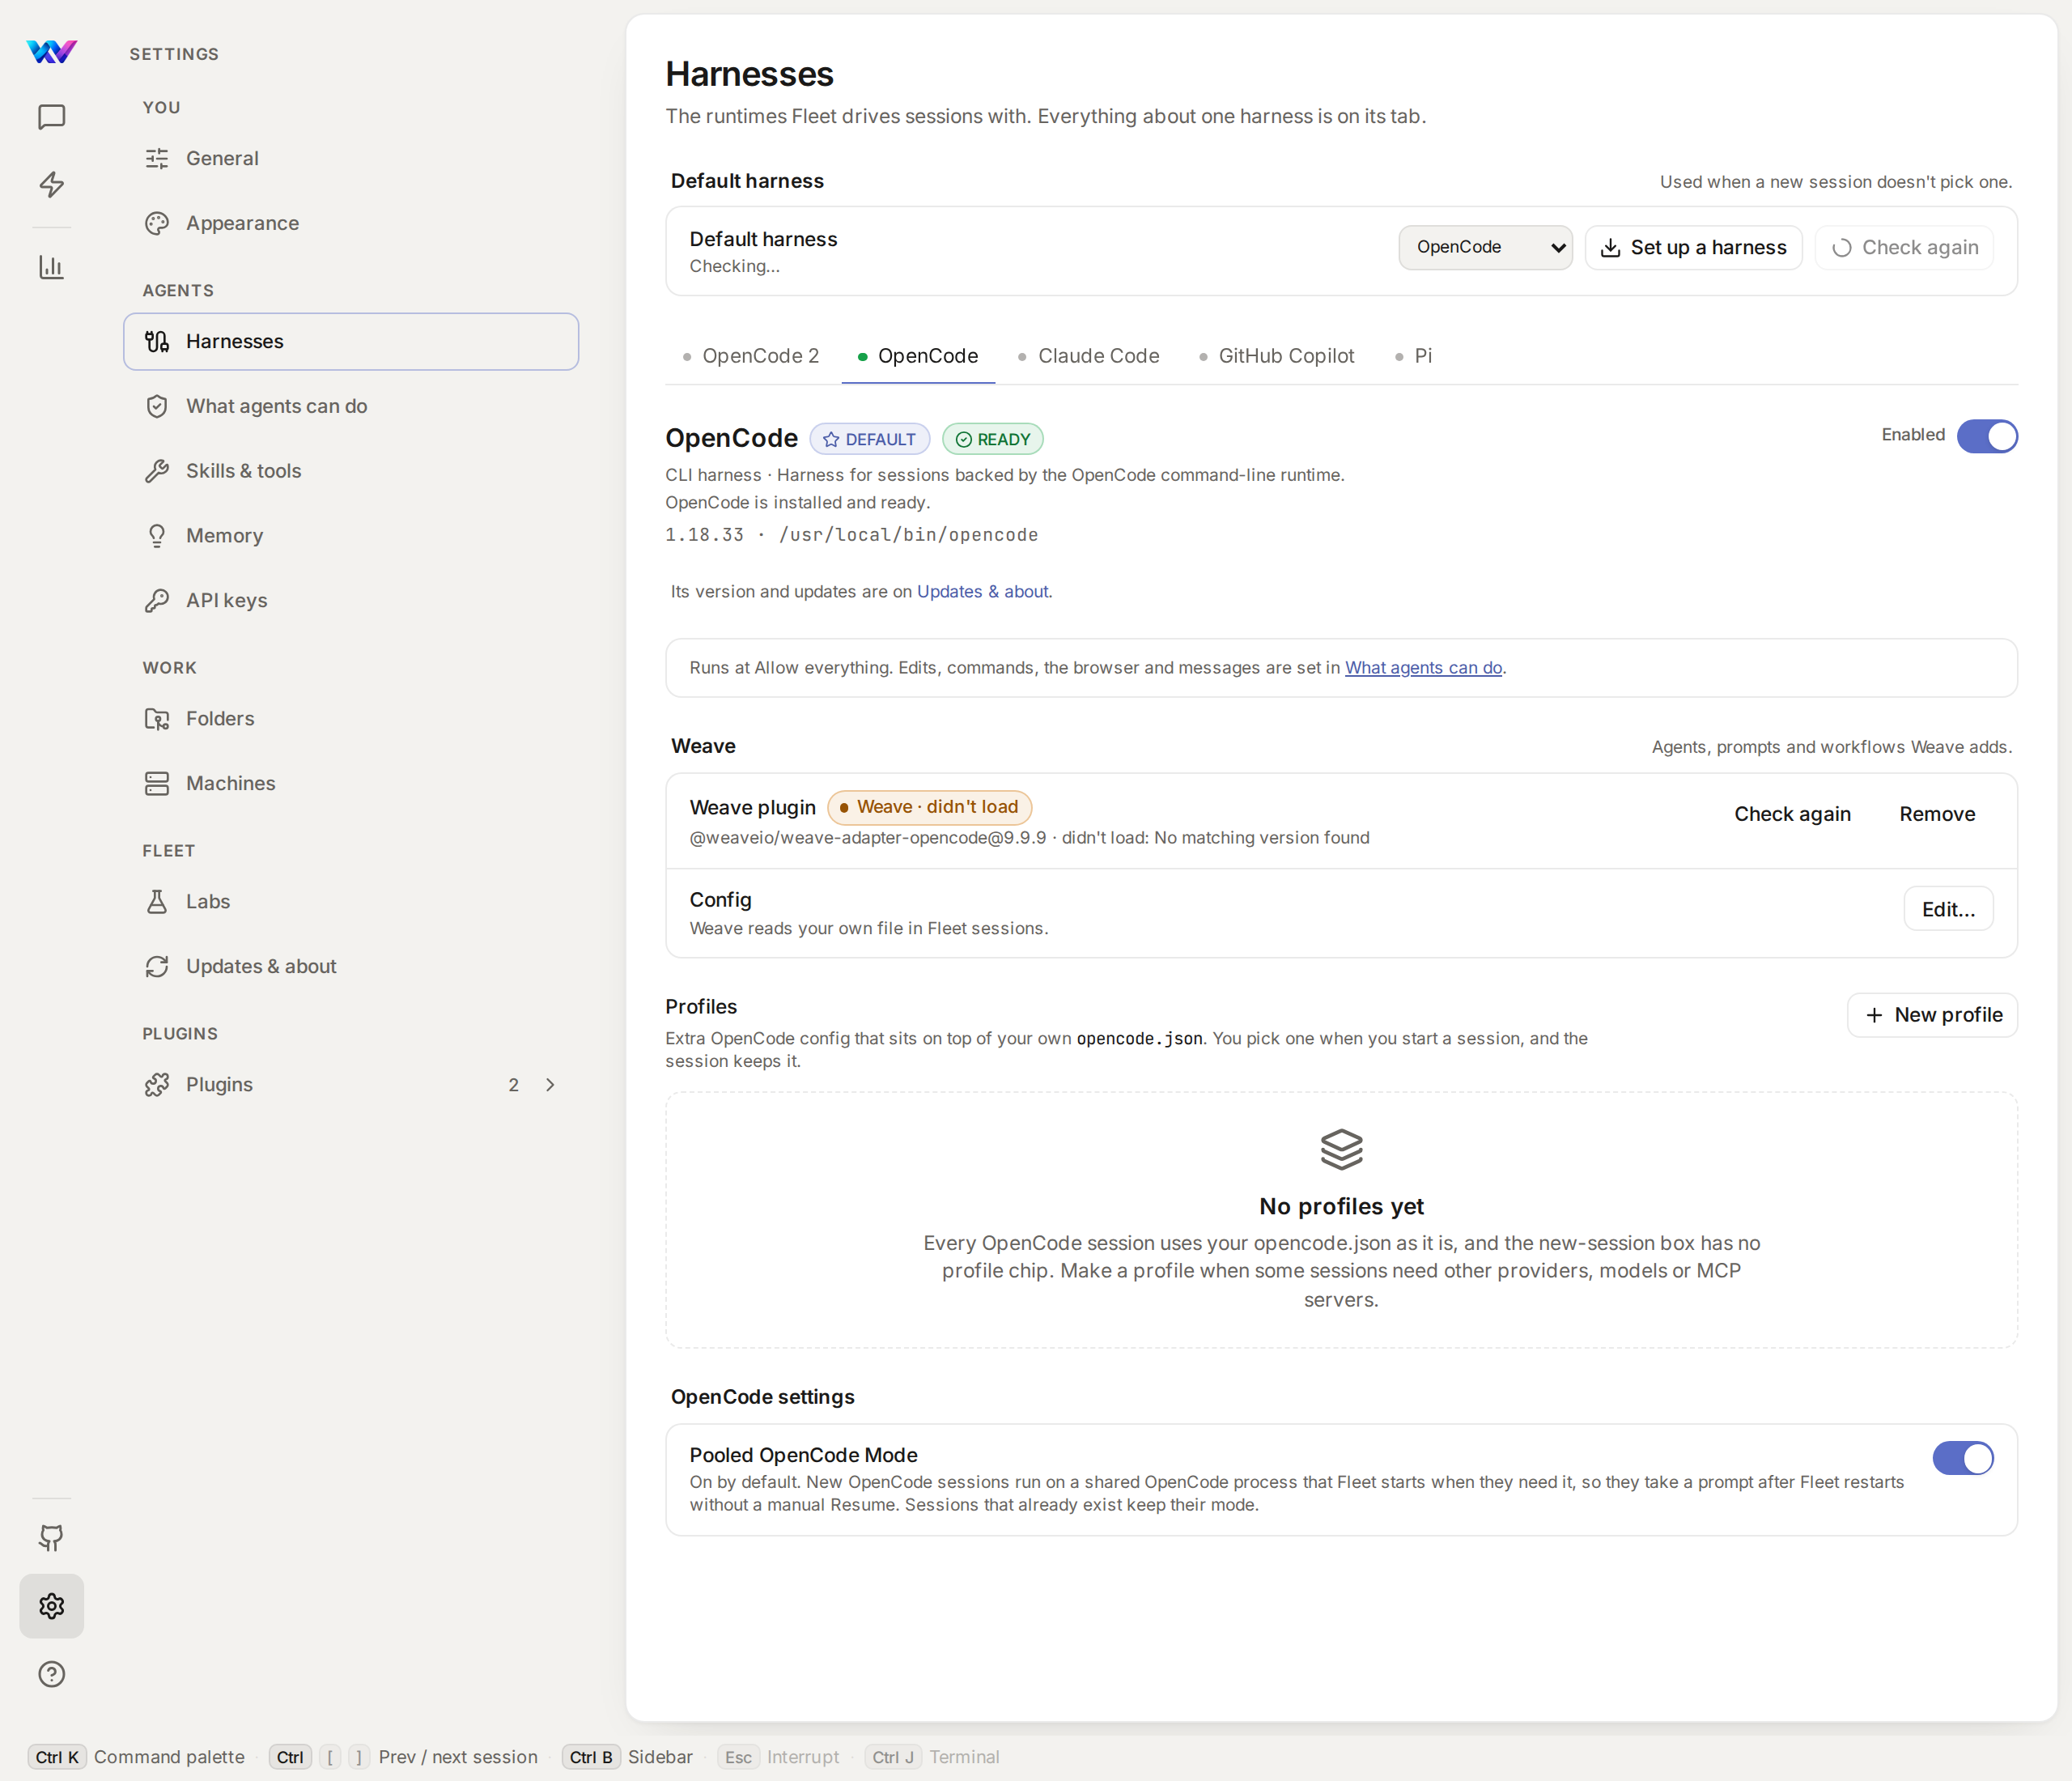 SETTINGS
YOU
General
Appearance
AGENTS
Harnesses
What agents can do
Skills & tools
Memory
API keys
WORK
Folders
Machines
FLEET
Labs
Updates & about
PLUGINS
Plugins 2
Harnesses
The runtimes Fleet drives sessions with. Everything about one harness is on its tab.
Default harness Used when a new session doesn't pick one.
Default harness
Checking...
OpenCode Set up a harness Check again
OpenCode 2 OpenCode Claude Code GitHub Copilot Pi
OpenCode DEFAULT READY Enabled
CLI harness · Harness for sessions backed by the OpenCode command-line runtime.
OpenCode is installed and ready.
1.18.33 · /usr/local/bin/opencode
Its version and updates are on Updates & about.
Runs at Allow everything. Edits, commands, the browser and messages are set in What agents can do.
Weave Agents, prompts and workflows Weave adds.
Weave plugin Weave · didn't load Check again Remove
@weaveio/weave-adapter-opencode@9.9.9 · didn't load: No matching version found
Config
Weave reads your own file in Fleet sessions.
Edit...
Profiles
New profile
Extra OpenCode config that sits on top of your own opencode.json. You pick one when you start a session, and the
session keeps it.
No profiles yet
Every OpenCode session uses your opencode.json as it is, and the new-session box has no
profile chip. Make a profile when some sessions need other providers, models or MCP
servers.
OpenCode settings
Pooled OpenCode Mode
On by default. New OpenCode sessions run on a shared OpenCode process that Fleet starts when they need it, so they take a prompt after Fleet restarts
without a manual Resume. Sessions that already exist keep their mode.
Ctrl K Command palette · Ctrl [ ] Prev / next session · Ctrl B Sidebar · Esc Interrupt · Ctrl J Terminal